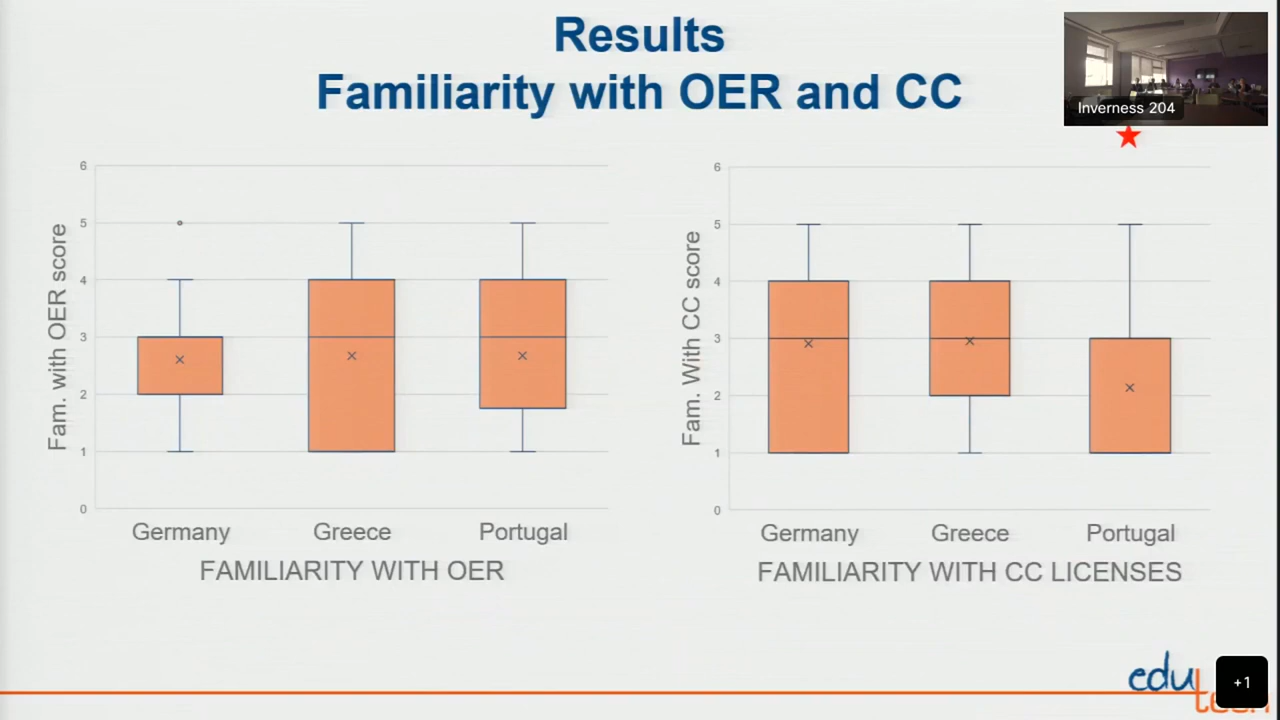 Results
Familiarity with OER and CC
Inverness 204
Fam. with OER score
6
5
4
3
2
1
0
Germany
Greece
Portugal
FAMILIARITY WITH OER
Fam. With CC score
6
5
4
3
2
1
0
Germany
Greece
Portugal
FAMILIARITY WITH CC LICENSES
edu
+1